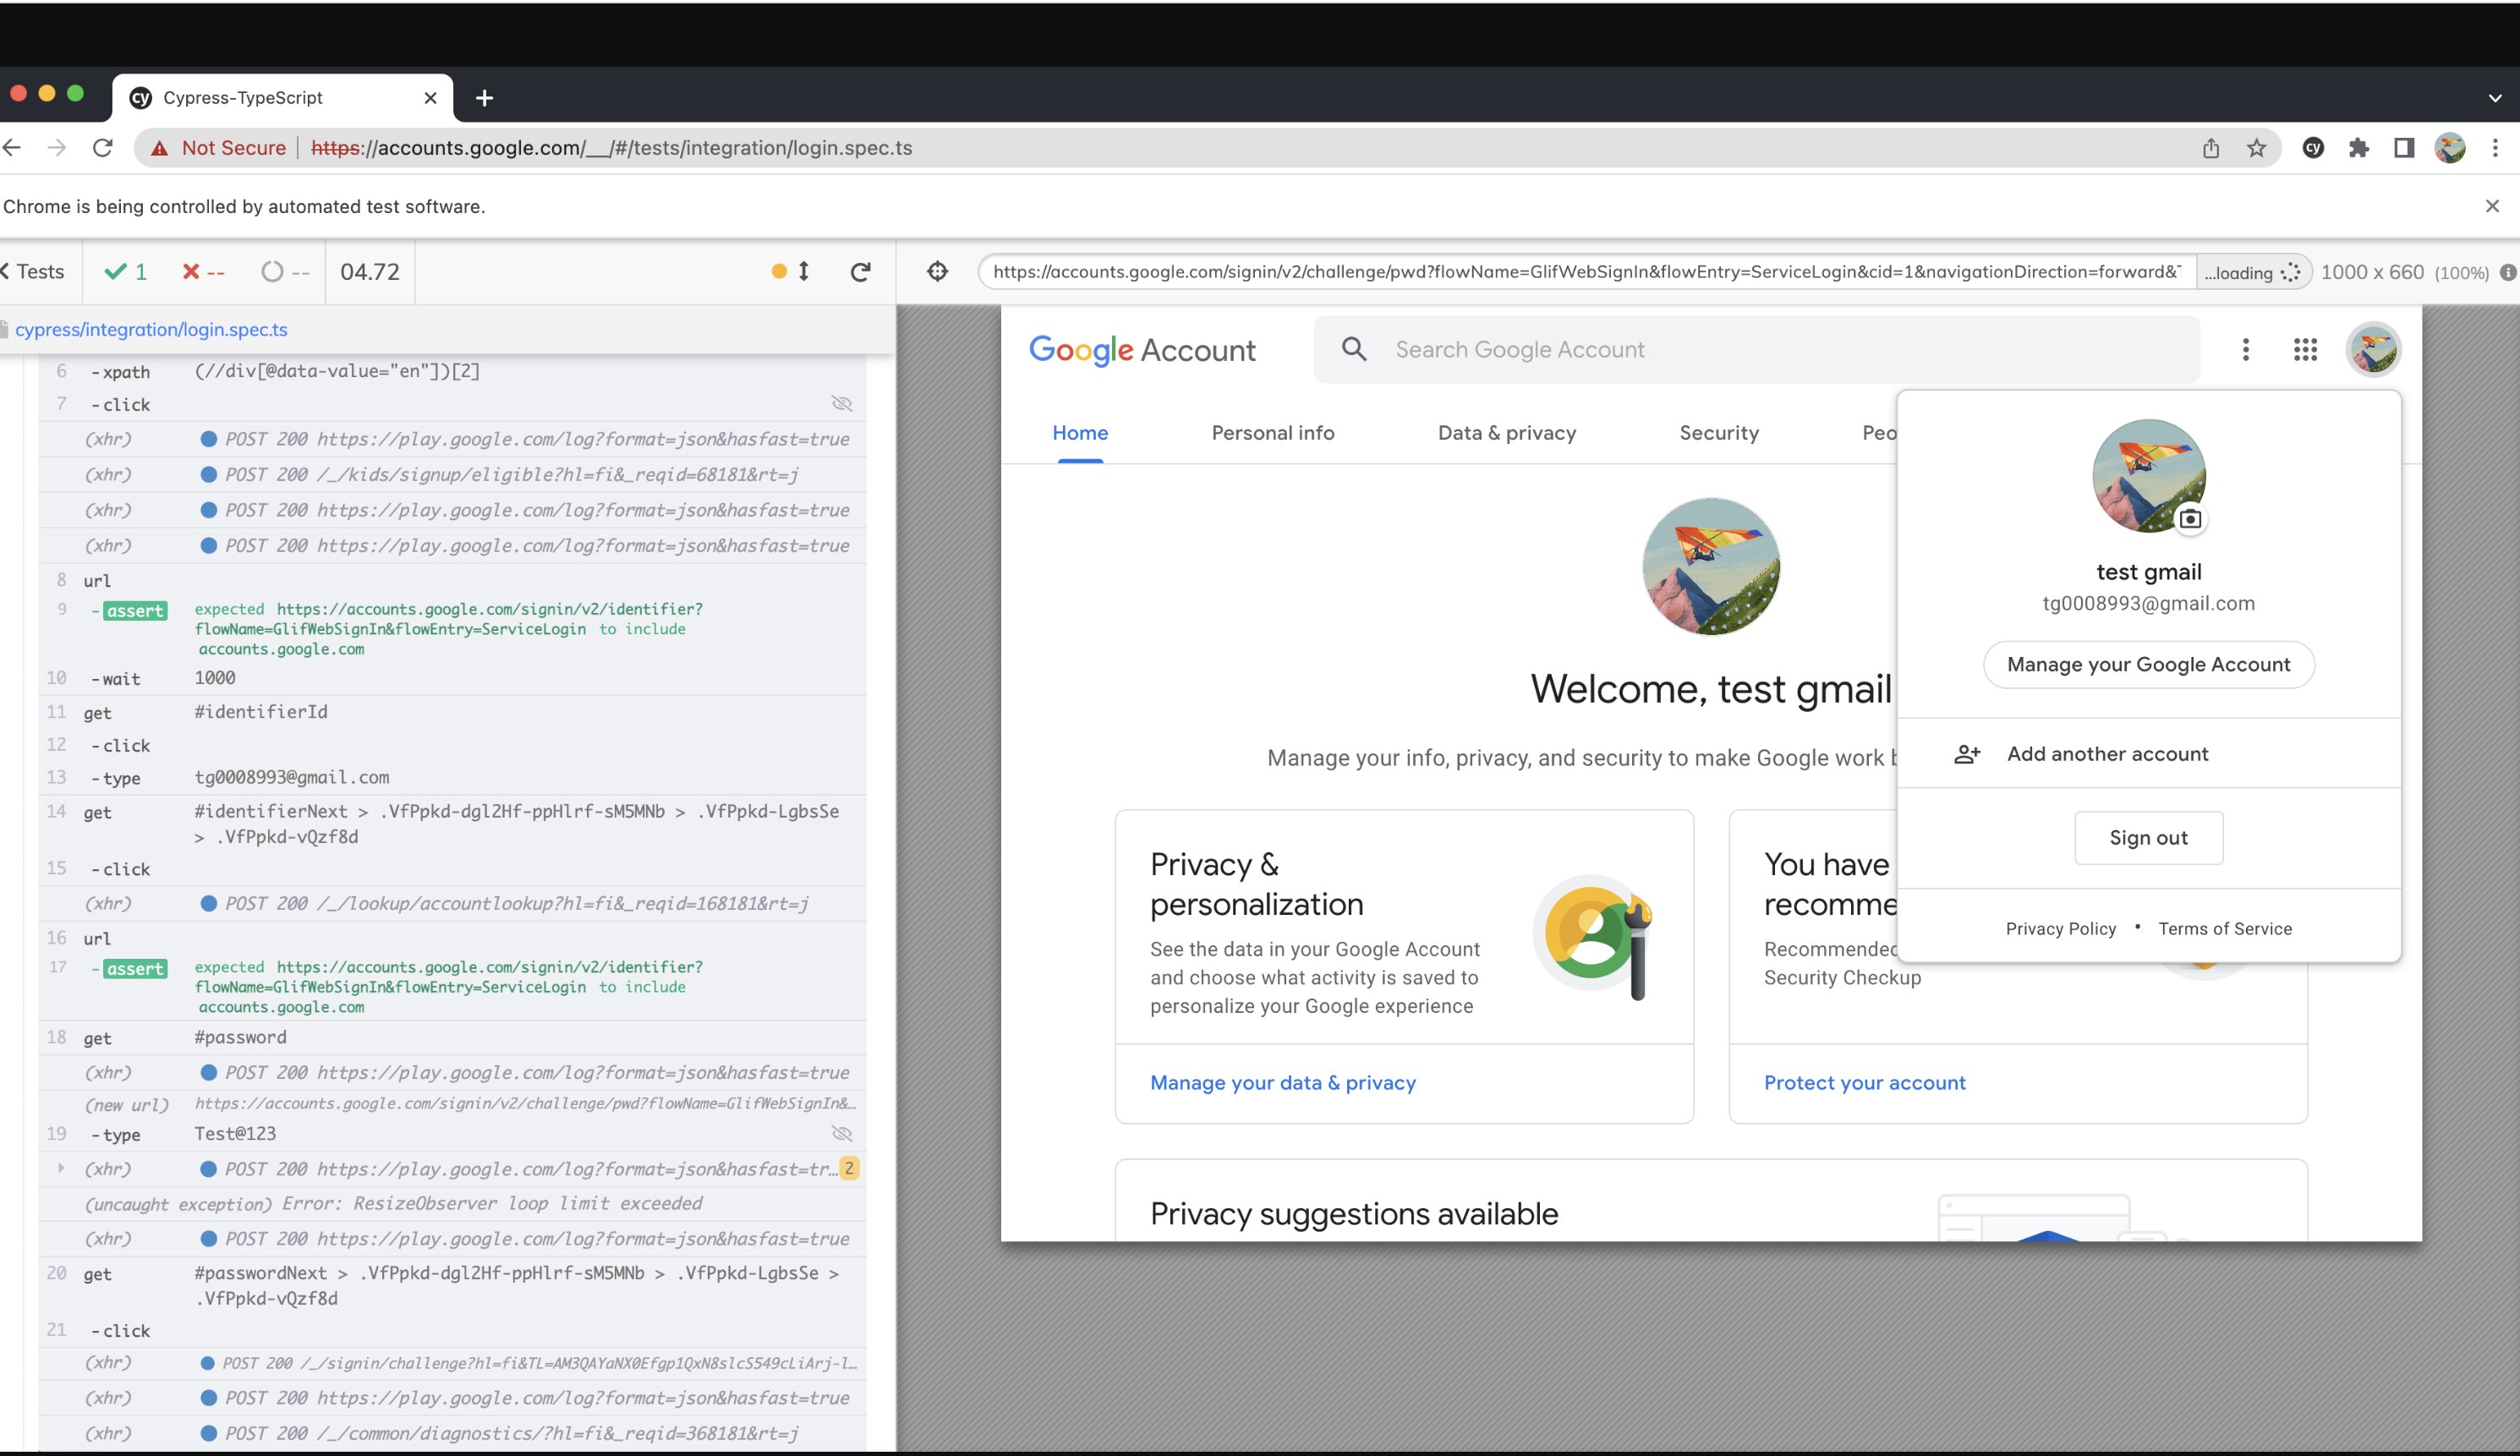 Cypress-TypeScript
Not Secure | https://accounts.google.com/__/#/tests/integration/login.spec.ts
Chrome is being controlled by automated test software.
Tests 1 -- -- 04.72
https://accounts.google.com/signin/v2/challenge/pwd?flowName=GlifWebSignIn&flowEntry=ServiceLogin&cid=1&navigationDirection=forward& ...loading 1000 x 660 (100%)
cypress/integration/login.spec.ts
6 -xpath (//div[@data-value="en"])[2]
7 -click
(xhr) POST 200 https://play.google.com/log?format=json&hasfast=true
(xhr) POST 200 /_/kids/signup/eligible?hl=fi&_reqid=68181&rt=j
(xhr) POST 200 https://play.google.com/log?format=json&hasfast=true
(xhr) POST 200 https://play.google.com/log?format=json&hasfast=true
8 url
9 -assert expected https://accounts.google.com/signin/v2/identifier?
flowName=GlifWebSignIn&flowEntry=ServiceLogin to include
accounts.google.com
10 -wait 1000
11 get #identifierId
12 -click
13 -type tg0008993@gmail.com
14 get #identifierNext > .VfPpkd-dgl2Hf-ppHlrf-sM5MNb > .VfPpkd-LgbsSe
> .VfPpkd-vQzf8d
15 -click
(xhr) POST 200 /_/lookup/accountlookup?hl=fi&_reqid=168181&rt=j
16 url
17 -assert expected https://accounts.google.com/signin/v2/identifier?
flowName=GlifWebSignIn&flowEntry=ServiceLogin to include
accounts.google.com
18 get #password
(xhr) POST 200 https://play.google.com/log?format=json&hasfast=true
(new url) https://accounts.google.com/signin/v2/challenge/pwd?flowName=GlifWebSignIn&…
19 -type Test@123
(xhr) POST 200 https://play.google.com/log?format=json&hasfast=tr… 2
(uncaught exception) Error: ResizeObserver loop limit exceeded
(xhr) POST 200 https://play.google.com/log?format=json&hasfast=true
20 get #passwordNext > .VfPpkd-dgl2Hf-ppHlrf-sM5MNb > .VfPpkd-LgbsSe >
.VfPpkd-vQzf8d
21 -click
(xhr) POST 200 /_/signin/challenge?hl=fi&TL=AM3QAYaNX0Efgp1QxN8slcS549cLiArj-l…
(xhr) POST 200 https://play.google.com/log?format=json&hasfast=true
(xhr) POST 200 /_/common/diagnostics/?hl=fi&_reqid=368181&rt=j
Google Account
Search Google Account
Home Personal info Data & privacy Security Peo
Welcome, test gmail
Manage your info, privacy, and security to make Google work
Privacy &
personalization
See the data in your Google Account
and choose what activity is saved to
personalize your Google experience
Manage your data & privacy
You have
recomme
Recommended
Security Checkup
Protect your account
Privacy suggestions available
test gmail
tg0008993@gmail.com
Manage your Google Account
Add another account
Sign out
Privacy Policy • Terms of Service